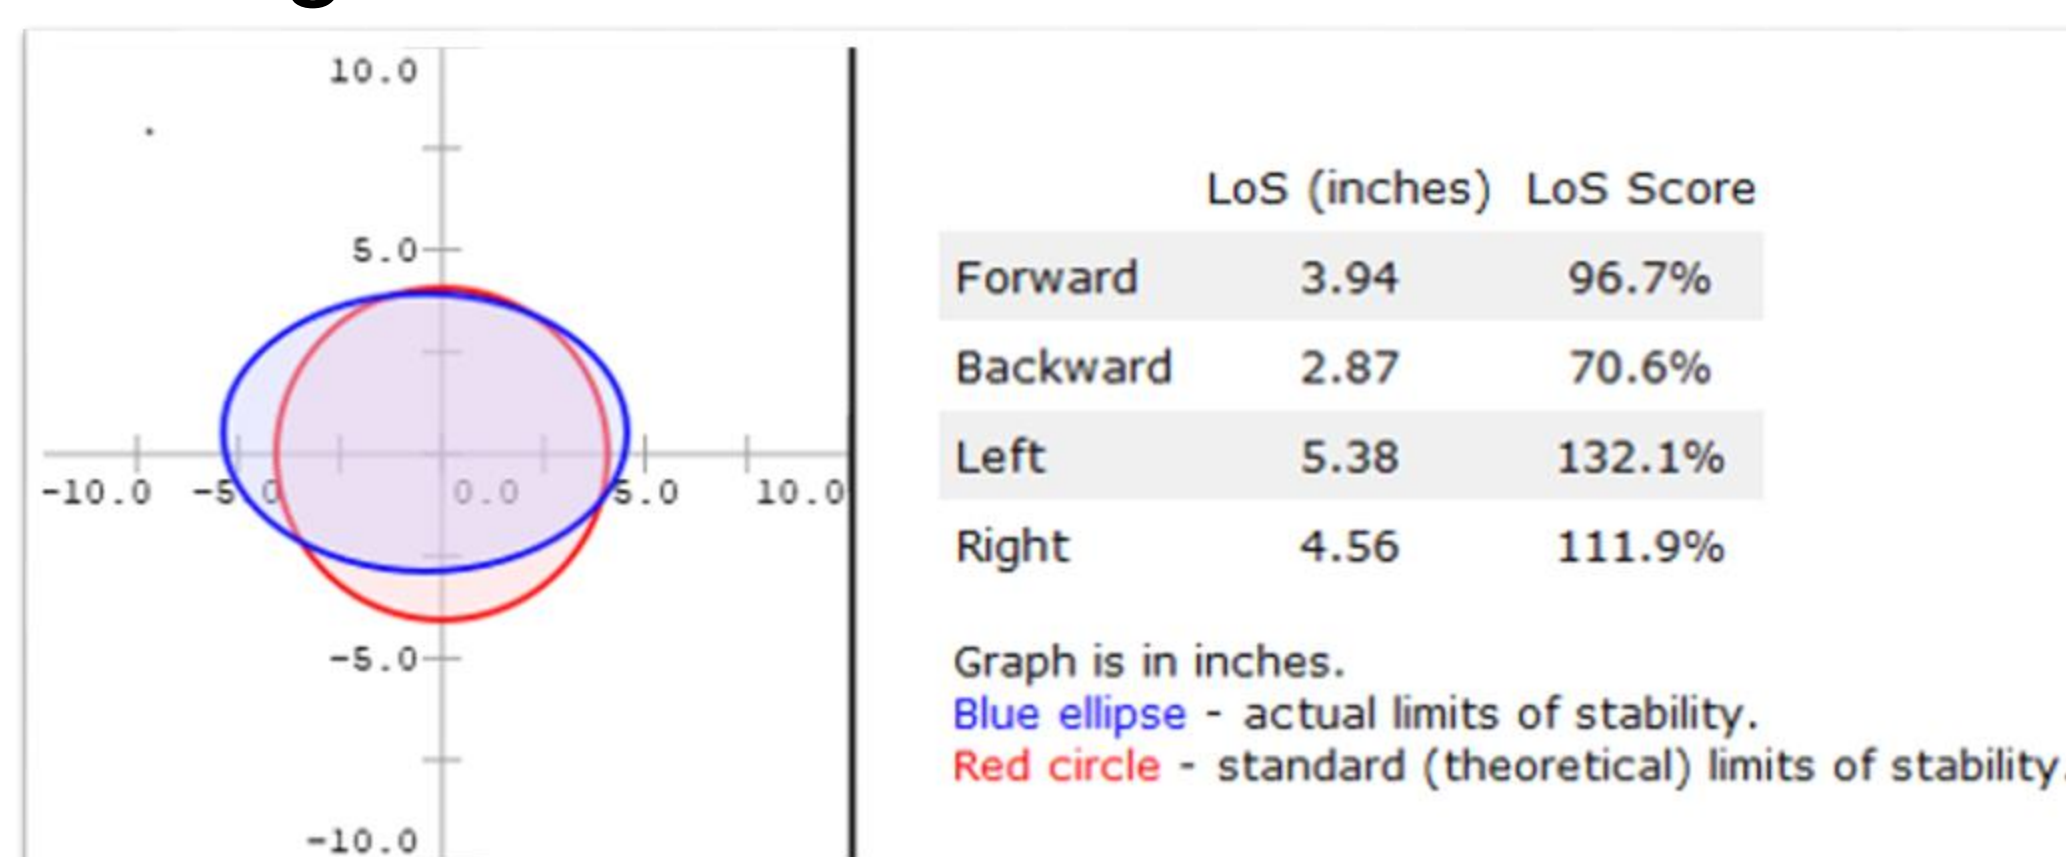 10.0
5.0
-10.0 -5.0 0.0 5.0 10.0
-5.0
-10.0
LoS (inches) LoS Score
Forward 3.94 96.7%
Backward 2.87 70.6%
Left 5.38 132.1%
Right 4.56 111.9%
Graph is in inches.
Blue ellipse - actual limits of stability.
Red circle - standard (theoretical) limits of stability.